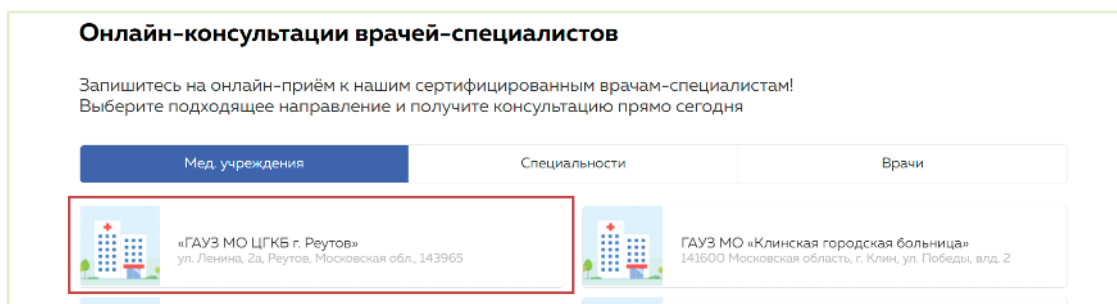 Онлайн-консультации врачей-специалистов
Запишитесь на онлайн-приём к нашим сертифицированным врачам-специалистам!
Выберите подходящее направление и получите консультацию прямо сегодня
Мед. учреждения
Специальности
Врачи
«ГАУЗ МО ЦГКБ г. Реутов»
ул. Ленина, 2а, Реутов, Московская обл., 143965
ГАУЗ МО «Клинская городская больница»
141600 Московская область, г. Клин, ул. Победы, влд. 2